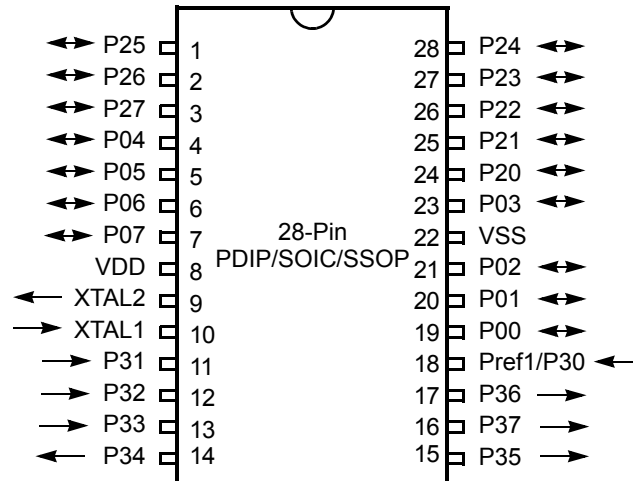 P25 1 28 P24
P26 2 27 P23
P27 3 26 P22
P04 4 25 P21
P05 5 24 P20
P06 6 23 P03
P07 7 28-Pin 22 VSS
VDD 8 PDIP/SOIC/SSOP 21 P02
XTAL2 9 20 P01
XTAL1 10 19 P00
P31 11 18 Pref1/P30
P32 12 17 P36
P33 13 16 P37
P34 14 15 P35